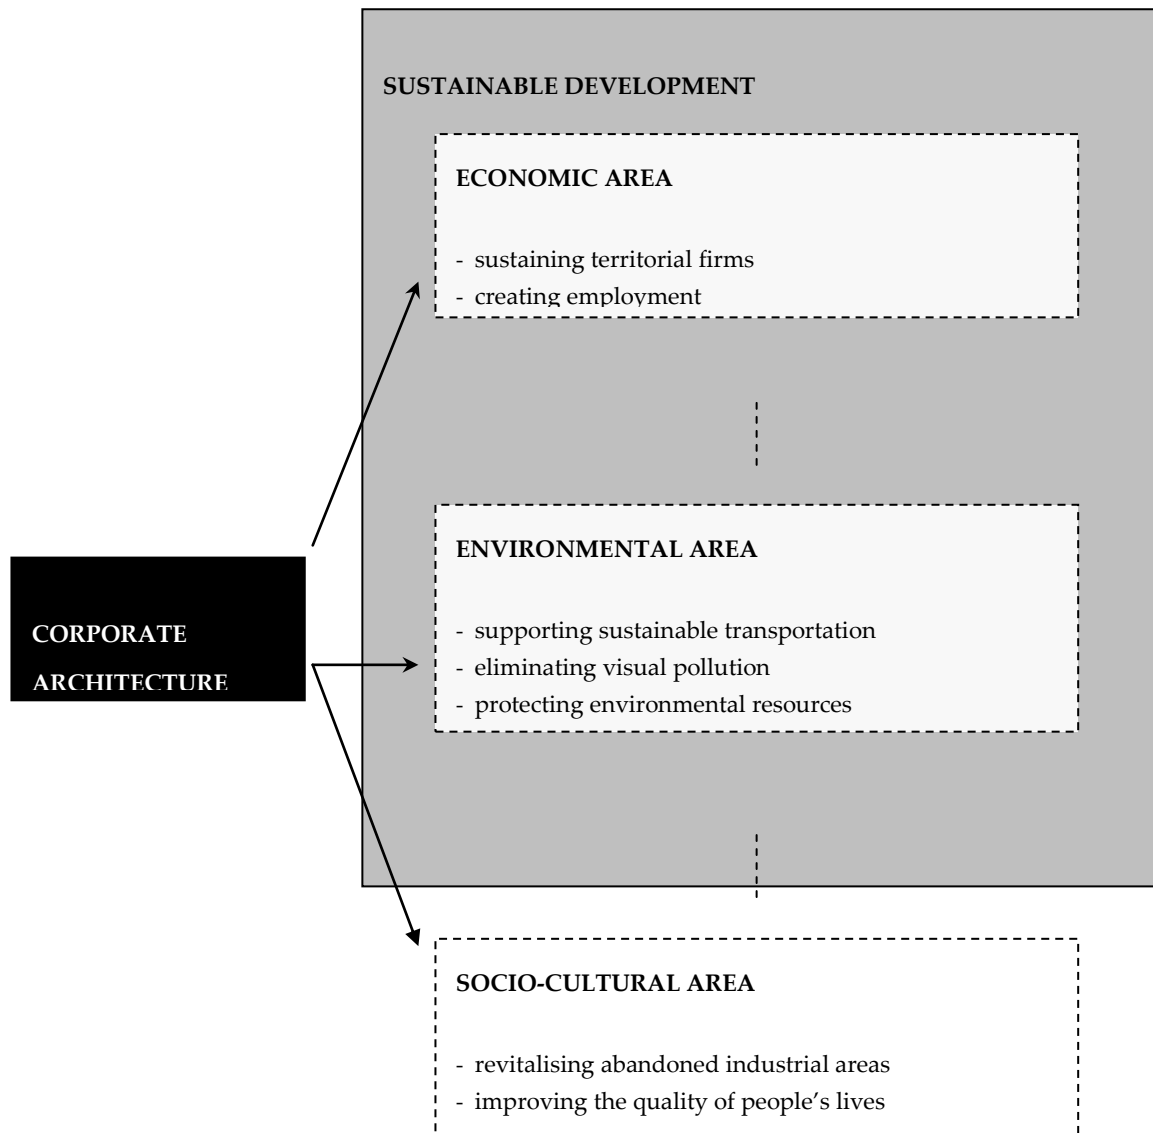 SUSTAINABLE DEVELOPMENT
ECONOMIC AREA
- sustaining territorial firms
- creating employment
ENVIRONMENTAL AREA
- supporting sustainable transportation
- eliminating visual pollution
- protecting environmental resources
CORPORATE
ARCHITECTURE
SOCIO-CULTURAL AREA
- revitalising abandoned industrial areas
- improving the quality of people’s lives